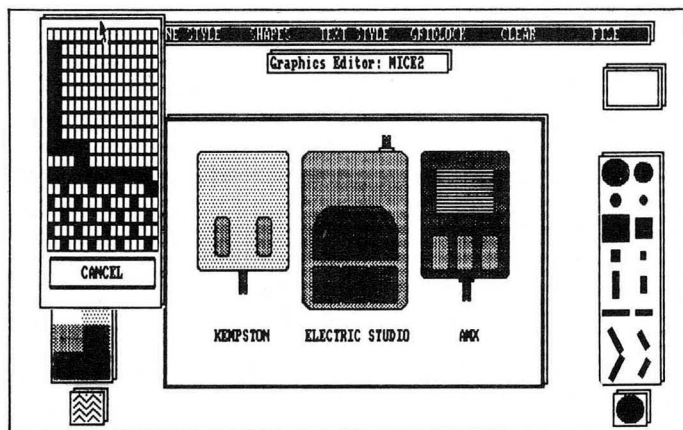 NE STYLE SHAPES TEXT STYLE GRIDLOCK CLEAR FILE
Graphics Editor: MICE2
CANCEL
KEMPSTON ELECTRIC STUDIO AMX